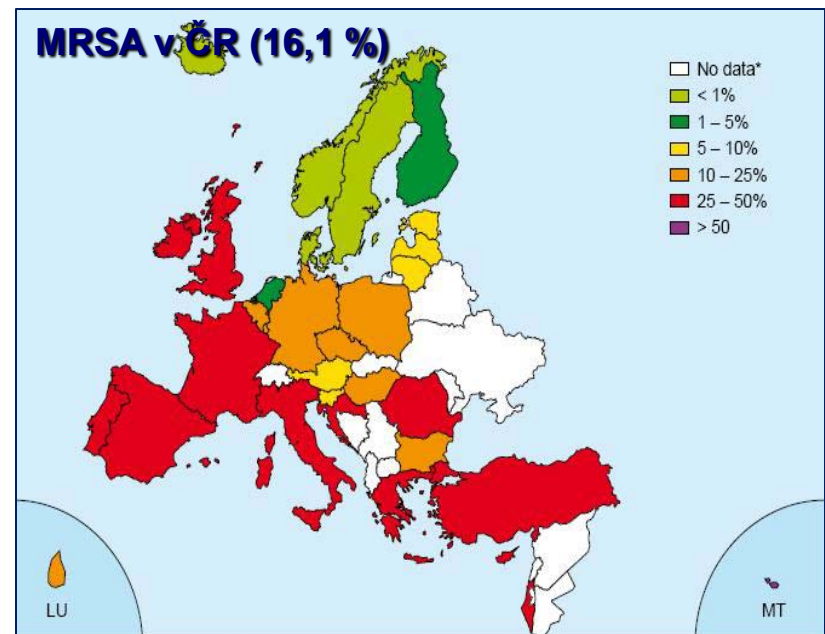 MRSA v ČR (16,1 %)
No data*
< 1%
1 – 5%
5 – 10%
10 – 25%
25 – 50%
> 50
LU
MT